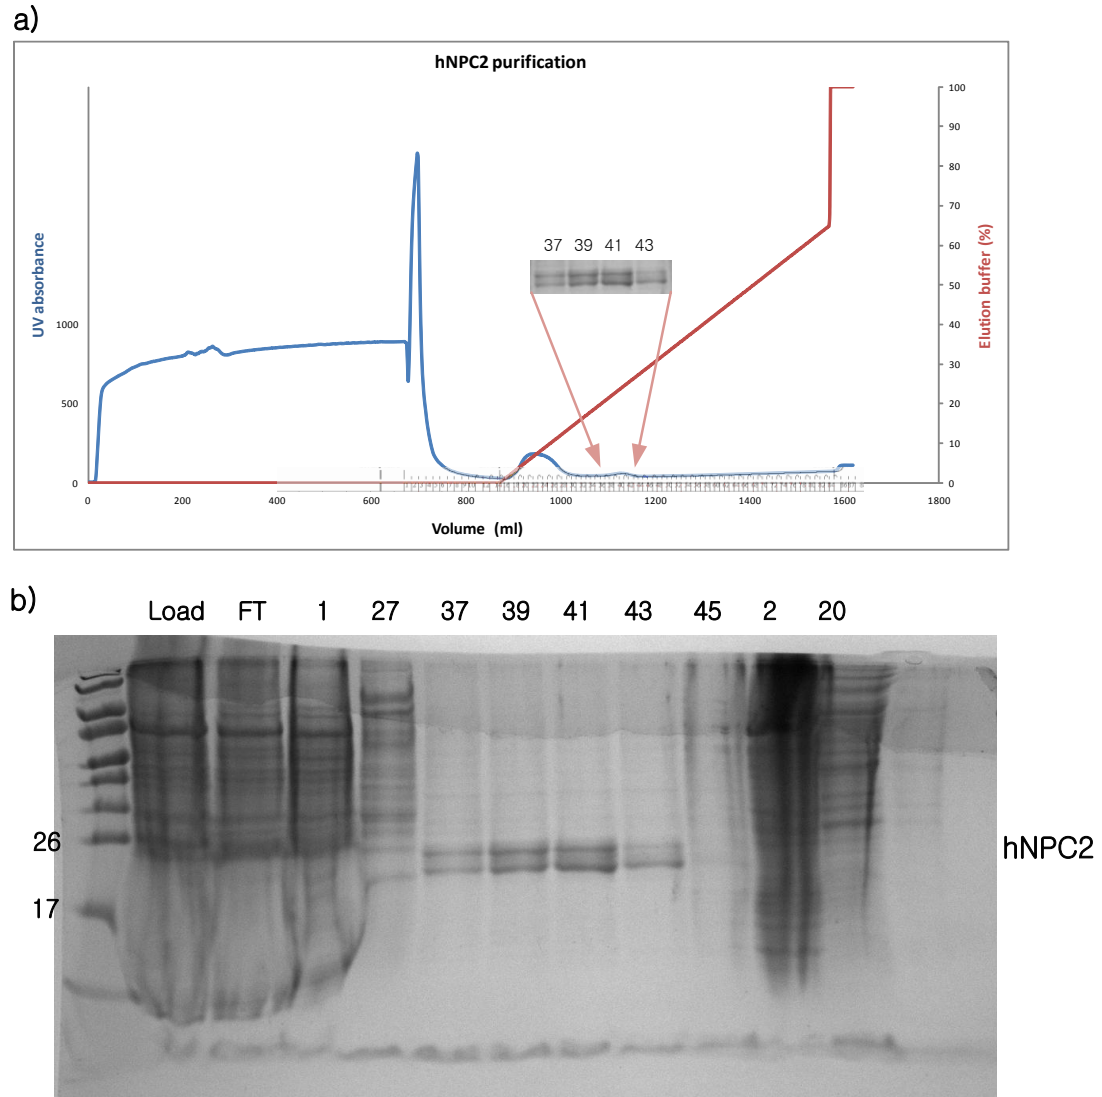 a)
hNPC2 purification
UV absorbance
1000
500
0
100
90
80
70
60
50
40
30
20
10
0
Elution buffer (%)
37 39 41 43
0 200 400 600 800 1000 1200 1400 1600 1800
Volume (ml)
b)
Load FT 1 27 37 39 41 43 45 2 20
26
17
hNPC2